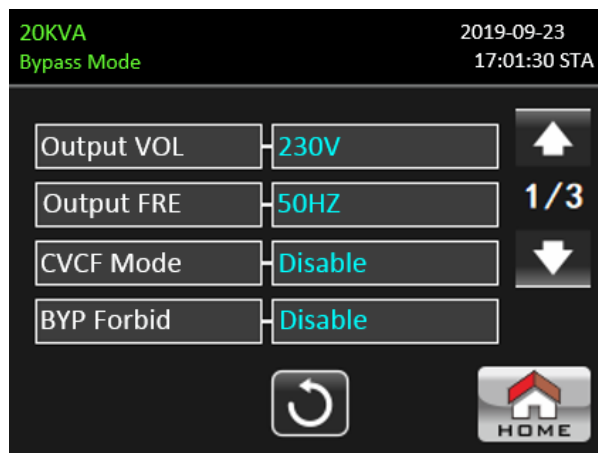 20KVA 2019-09-23
Bypass Mode 17:01:30 STA
Output VOL 230V
Output FRE 50HZ 1/3
CVCF Mode Disable
BYP Forbid Disable
HOME